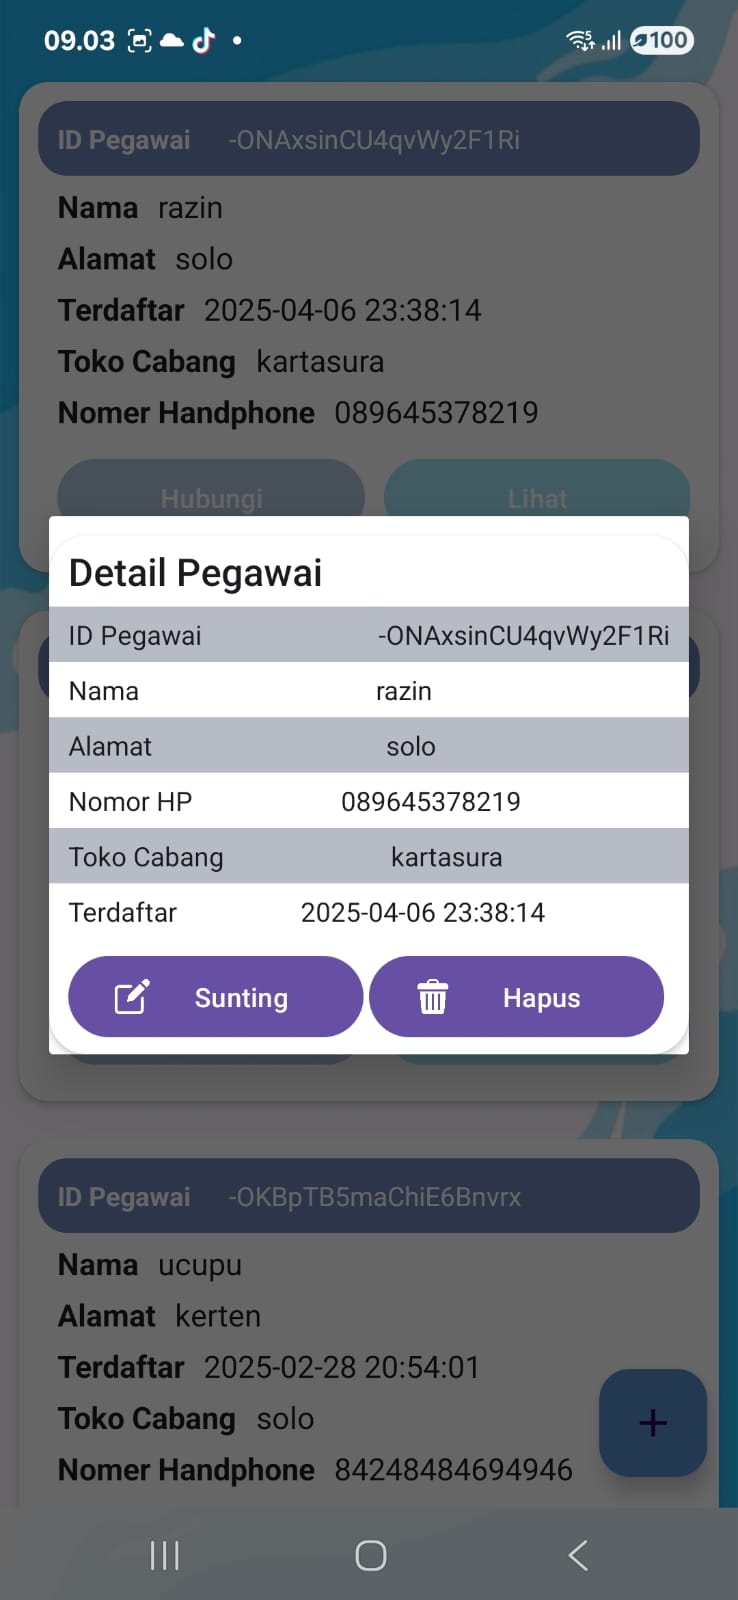 09.03 100
ID Pegawai -ONAxsinCU4qvWy2F1Ri
Nama razin
Alamat solo
Terdaftar 2025-04-06 23:38:14
Toko Cabang kartasura
Nomer Handphone 089645378219
Hubungi Lihat
Detail Pegawai
ID Pegawai -ONAxsinCU4qvWy2F1Ri
Nama razin
Alamat solo
Nomor HP 089645378219
Toko Cabang kartasura
Terdaftar 2025-04-06 23:38:14
Sunting Hapus
ID Pegawai -OKBpTB5maChiE6Bnvrx
Nama ucupu
Alamat kerten
Terdaftar 2025-02-28 20:54:01
Toko Cabang solo
Nomer Handphone 84248484694946